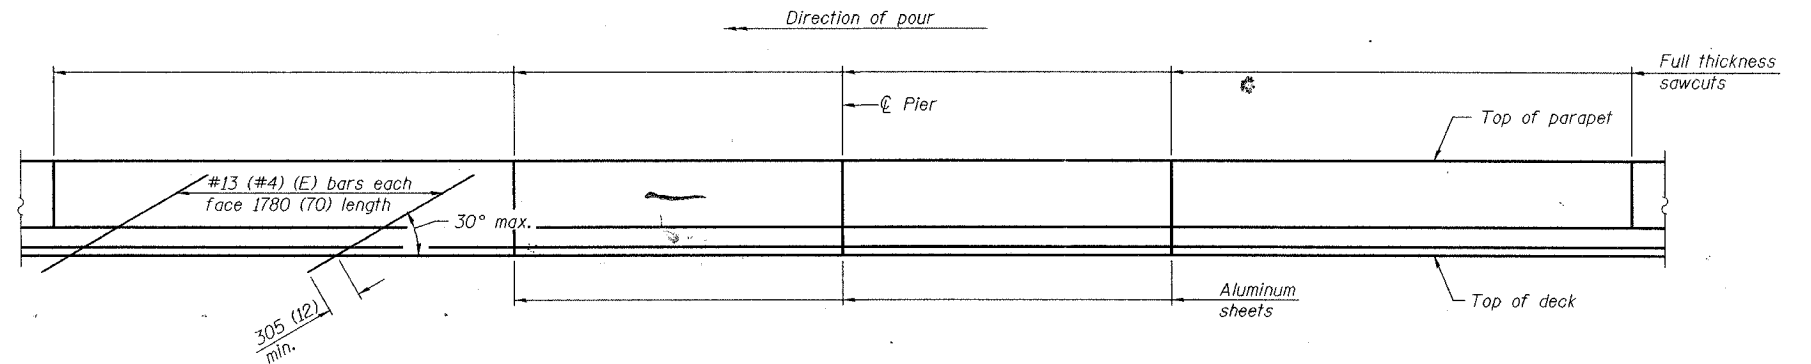 Direction of pour
Full thickness
sawcuts
℄ Pier
Top of parapet
#13 (#4) (E) bars each
face 1780 (70) length
30° max.
305 (12)
min.
Aluminum
sheets
Top of deck